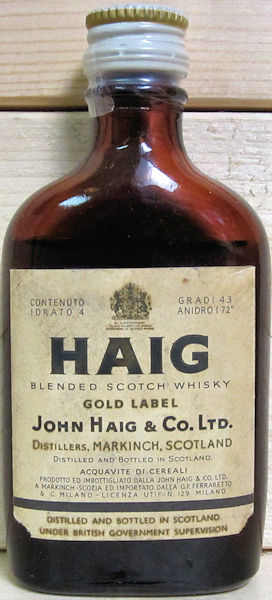 CONTENUTO
IDRATO 4
GRADI 43
ANIDRO 172°
HAIG
BLENDED SCOTCH WHISKY
GOLD LABEL
JOHN HAIG & CO. LTD.
DISTILLERS, MARKINCH, SCOTLAND
DISTILLED AND BOTTLED IN SCOTLAND.
ACQUAVITE DI CEREALI
PRODOTTO ED IMBOTTIGLIATO DALLA JOHN HAIG & C. LTD.
A MARKINCH-SCOZIA ED IMPORTATO DALLA G.F. FERRARETTO
& C. MILANO - LICENZA UTIF. N. 129 MILANO
DISTILLED AND BOTTLED IN SCOTLAND
UNDER BRITISH GOVERNMENT SUPERVISION